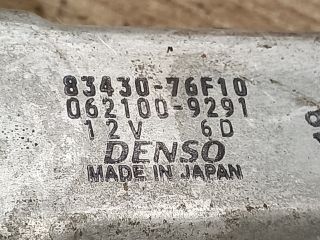 83430-76F10
062100-9291
12V 6D
DENSO
MADE IN JAPAN